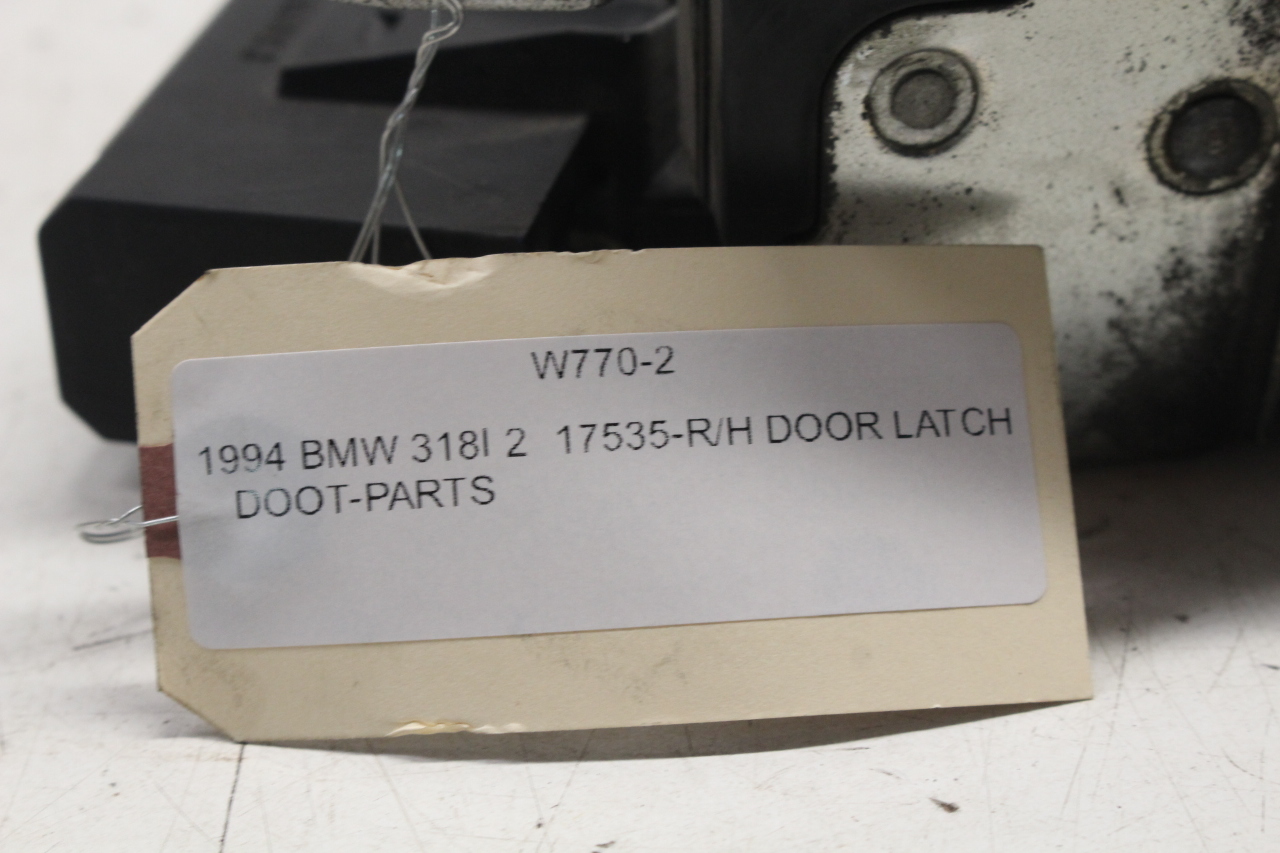 W770-2
1994 BMW 318I 2 17535-R/H DOOR LATCH
DOOT-PARTS